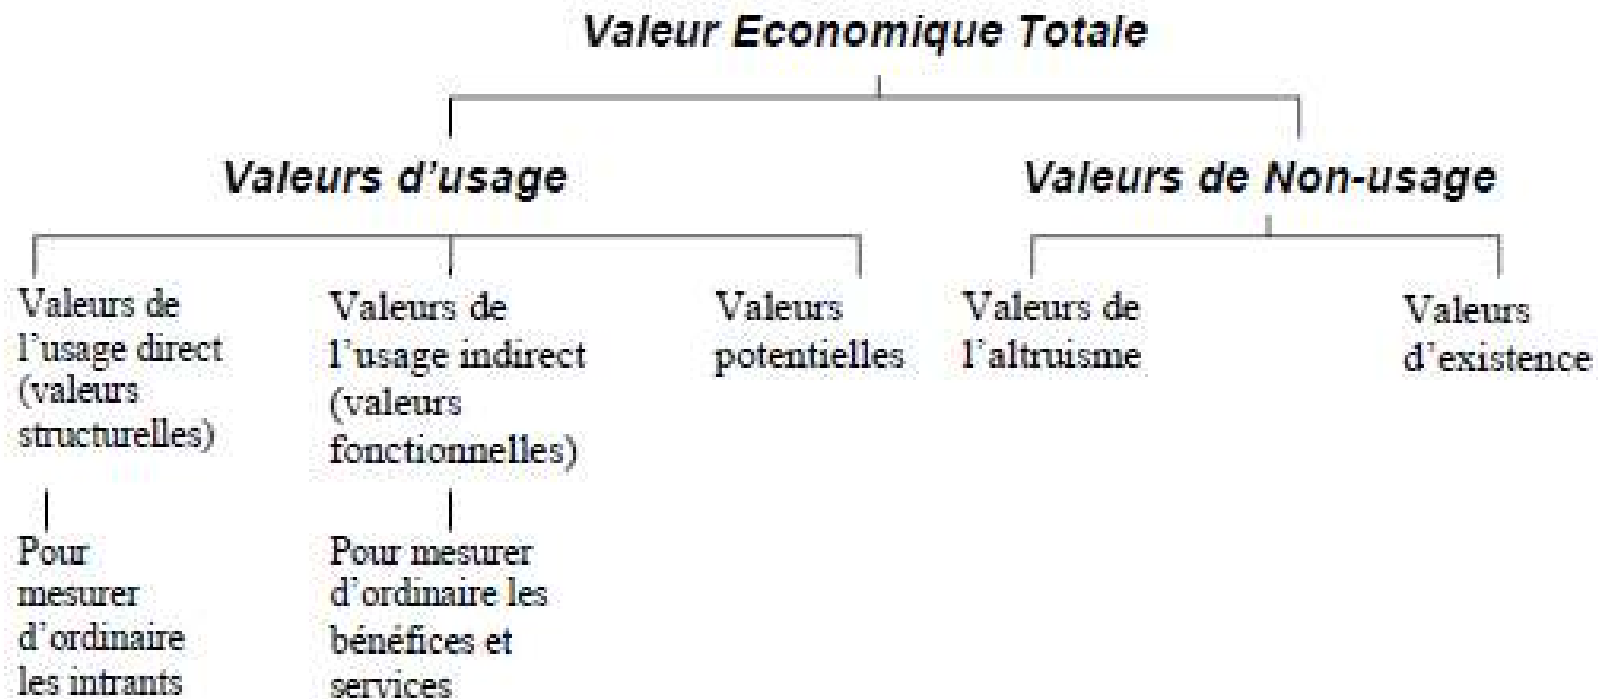 Valeur Economique Totale
Valeurs d'usage
Valeurs de Non-usage
Valeurs de
l'usage direct
(valeurs
structurelles)
Valeurs de
l'usage indirect
(valeurs
fonctionnelles)
Valeurs
potentielles
Valeurs de
l'altruisme
Valeurs
d'existence
Pour
mesurer
d'ordinaire
les intrants
Pour mesurer
d'ordinaire les
bénéfices et
services